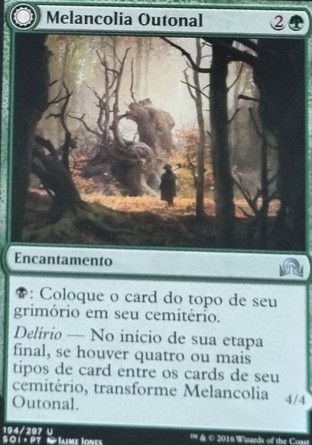 Melancolia Outonal 2
Encantamento
: Coloque o card do topo de seu
grimório em seu cemitério.
Delírio — No início de sua etapa
final, se houver quatro ou mais
tipos de card entre os cards de seu
cemitério, transforme Melancolia
Outonal.
4/4
194/297 U
SOI • PT Jaime Jones
™ & © 2016 Wizards of the Coast